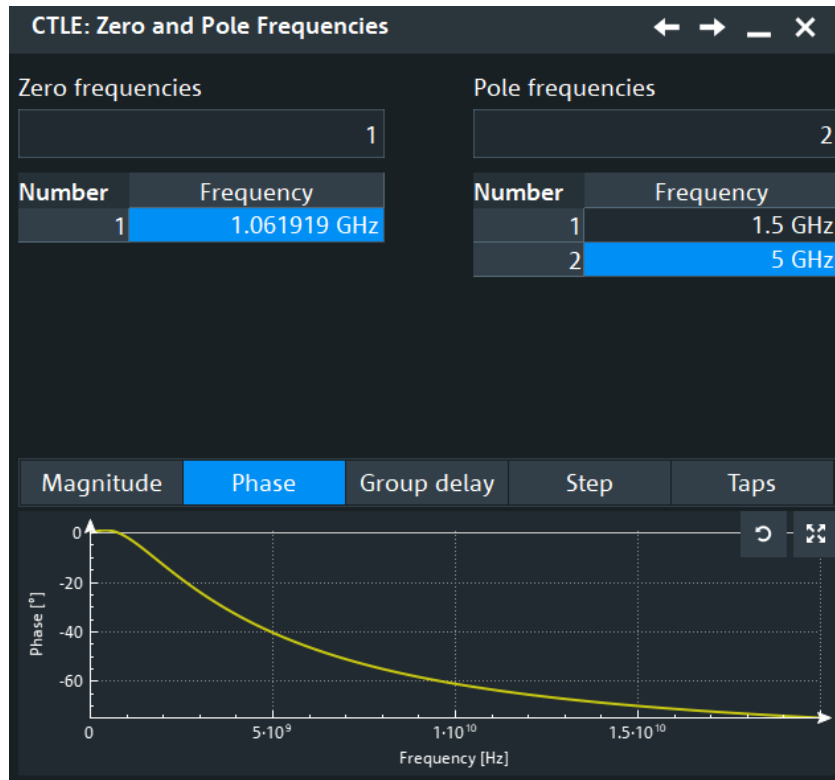 CTLE: Zero and Pole Frequencies
Zero frequencies
Pole frequencies
1
2
Number Frequency
Number Frequency
1 1.061919 GHz
1 1.5 GHz
2 5 GHz
Magnitude Phase Group delay Step Taps
0
-20
-40
-60
Phase [°]
0 5·10⁹ 1·10¹⁰ 1.5·10¹⁰
Frequency [Hz]